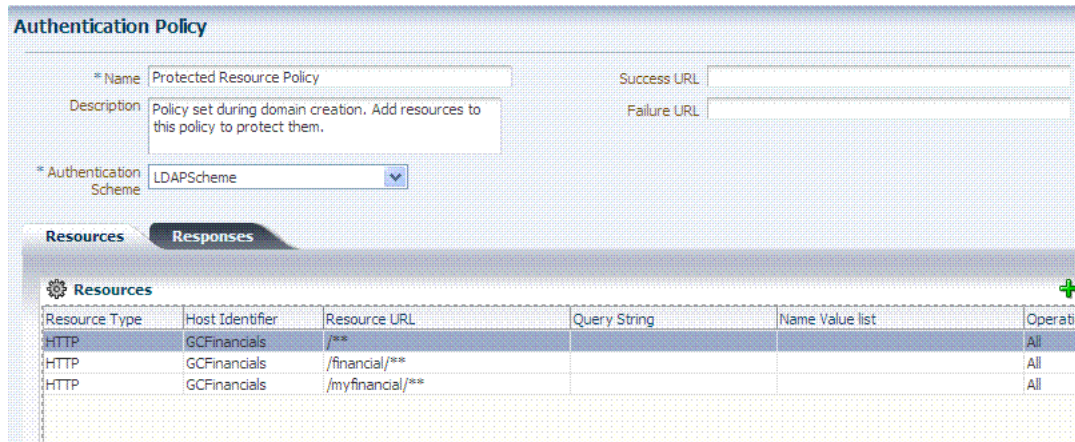 Authentication Policy
* Name Protected Resource Policy Success URL
Description Policy set during domain creation. Add resources to this policy to protect them. Failure URL
* Authentication Scheme LDAPScheme
Resources Responses
Resources
Resource Type Host Identifier Resource URL Query String Name Value list Operati
HTTP GCFinancials /** All
HTTP GCFinancials /financial/** All
HTTP GCFinancials /myfinancial/** All